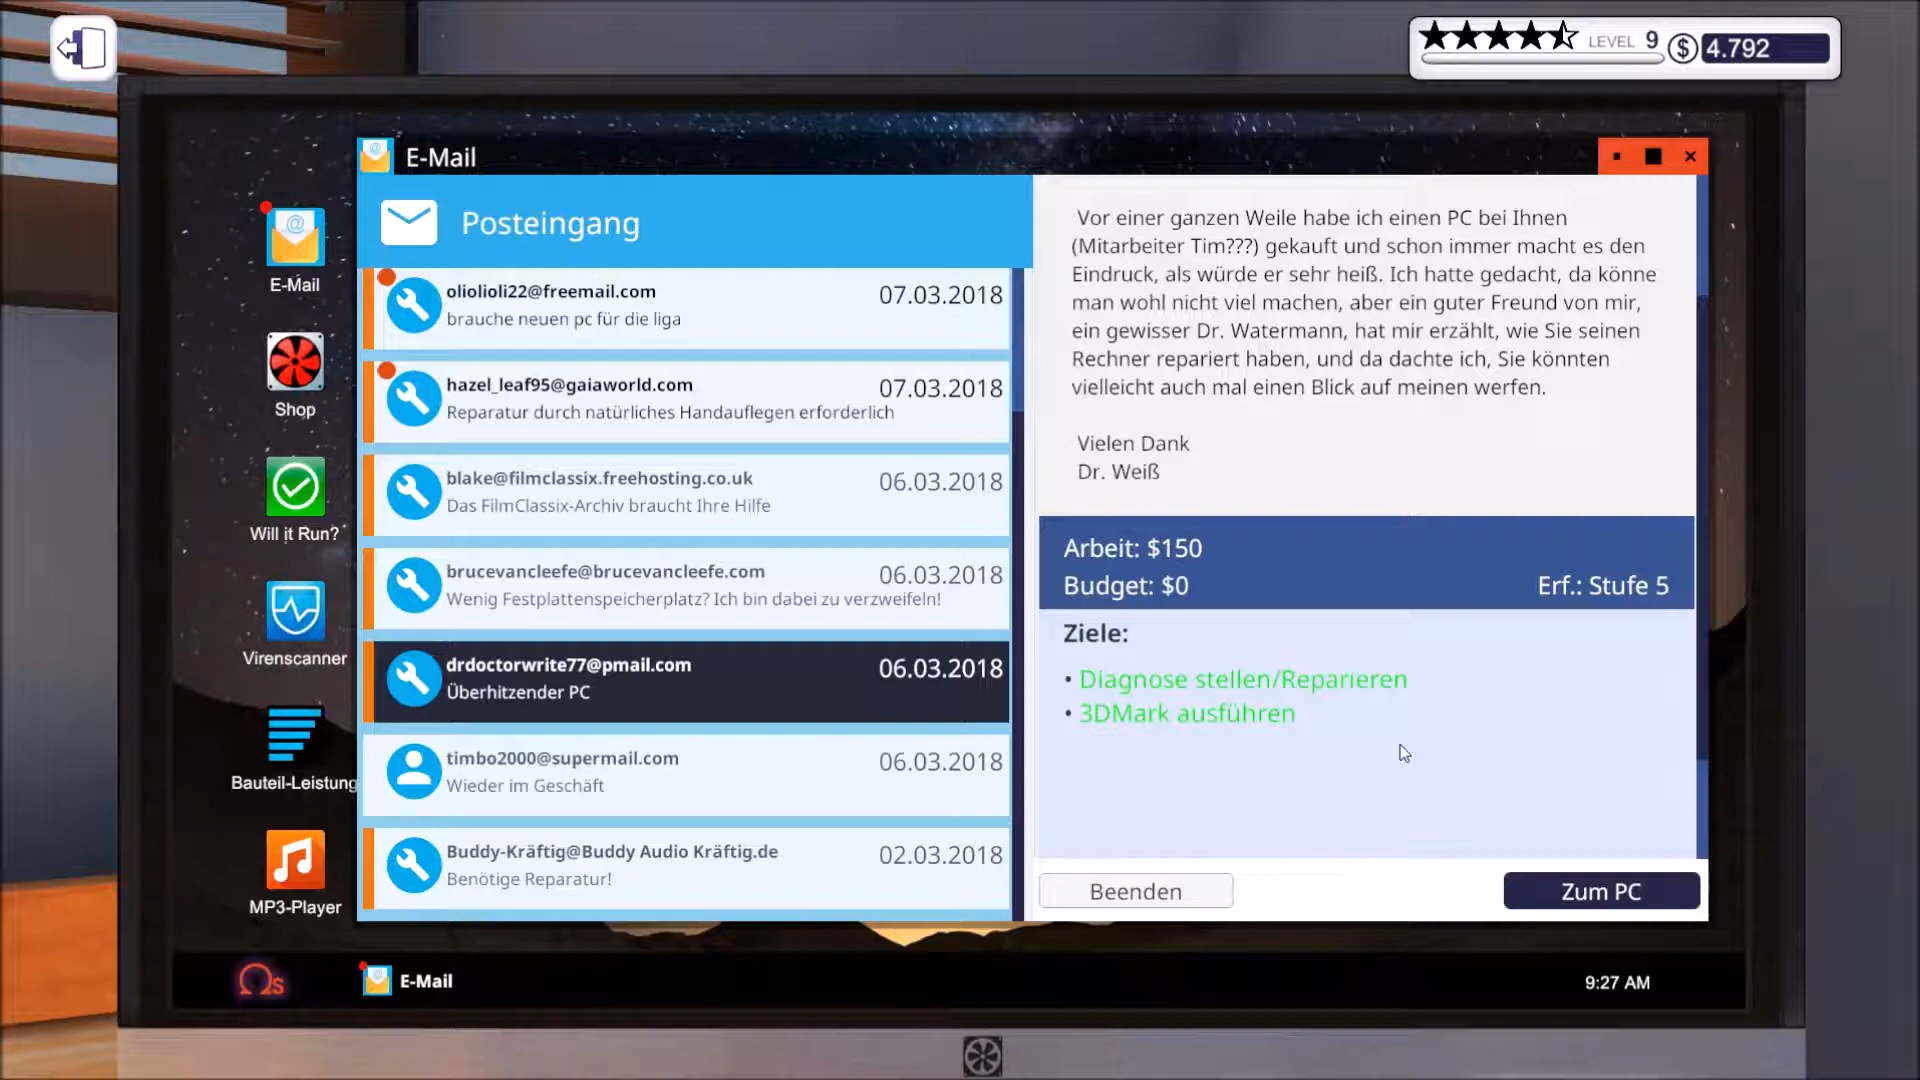 LEVEL 9
$ 4.792
E-Mail
Posteingang
E-Mail
Shop
Will it Run?
Virenscanner
Bauteil-Leistung
MP3-Player
oliolioli22@freemail.com
07.03.2018
brauche neuen pc für die liga
hazel_leaf95@gaiaworld.com
07.03.2018
Reparatur durch natürliches Handauflegen erforderlich
blake@filmclassix.freehosting.co.uk
06.03.2018
Das FilmClassix-Archiv braucht Ihre Hilfe
brucevancleefe@brucevancleefe.com
06.03.2018
Wenig Festplattenspeicherplatz? Ich bin dabei zu verzweifeln!
drdoctorwrite77@pmail.com
06.03.2018
Überhitzender PC
timbo2000@supermail.com
06.03.2018
Wieder im Geschäft
Buddy-Kräftig@Buddy Audio Kräftig.de
02.03.2018
Benötige Reparatur!
Vor einer ganzen Weile habe ich einen PC bei Ihnen
(Mitarbeiter Tim???) gekauft und schon immer macht es den
Eindruck, als würde er sehr heiß. Ich hatte gedacht, da könne
man wohl nicht viel machen, aber ein guter Freund von mir,
ein gewisser Dr. Watermann, hat mir erzählt, wie Sie seinen
Rechner repariert haben, und da dachte ich, Sie könnten
vielleicht auch mal einen Blick auf meinen werfen.
Vielen Dank
Dr. Weiß
Arbeit: $150
Budget: $0
Erf.: Stufe 5
Ziele:
• Diagnose stellen/Reparieren
• 3DMark ausführen
Beenden
Zum PC
Ωs
E-Mail
9:27 AM